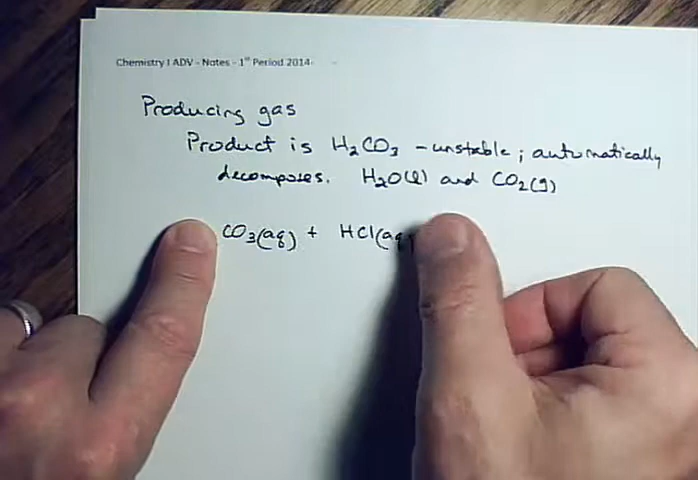 Chemistry I ADV - Notes - 1st Period 2014
Producing gas
Product is H₂CO₃ - unstable; automatically
decomposes. H₂O(l) and CO₂(g)
CO₃(aq) + HCl(aq)